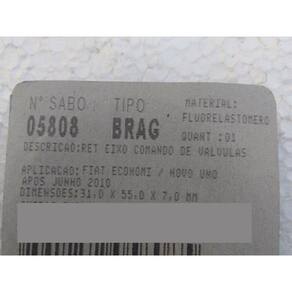 N° SABO: TIPO MATERIAL:
05808 BRAG FLUORELASTOMERO
QUANT.:01
DESCRICAO:RET EIXO COMANDO DE VALVULAS
APLICACAO: FIAT ECONOMI / NOVO UNO
APOS JUNHO 2010
DIMENSOES:31,0 X 55,0 X 7,0 MM